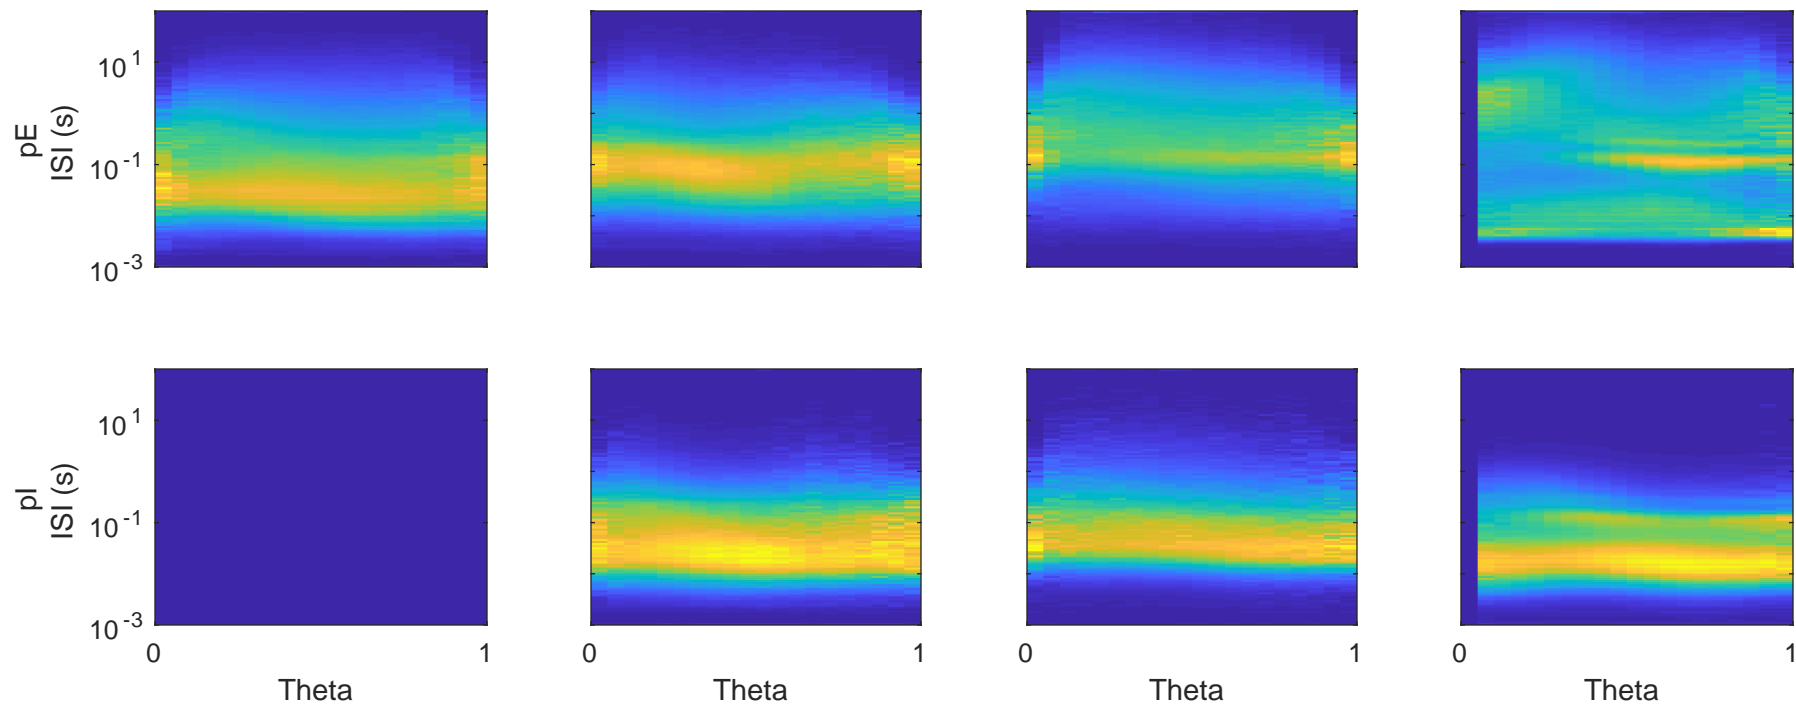 pE
ISI (s)
10^1
10^-1
10^-3
pI
ISI (s)
10^1
10^-1
10^-3
0 1 0 1 0 1 0 1
Theta Theta Theta Theta